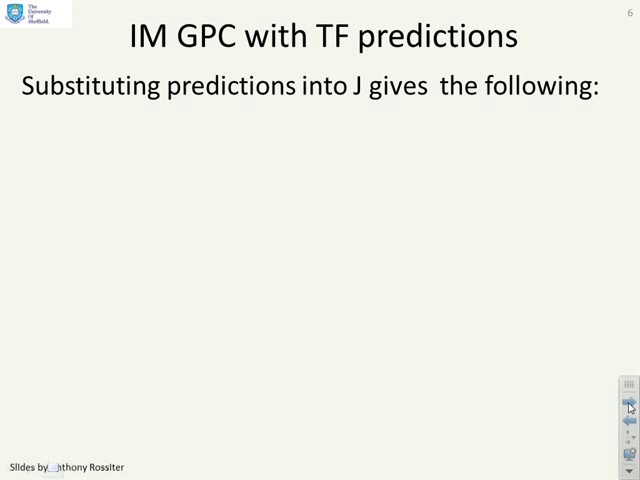 The
University
Of
Sheffield.
6
IM GPC with TF predictions
Substituting predictions into J gives the following:
Slides by nthony Rossiter